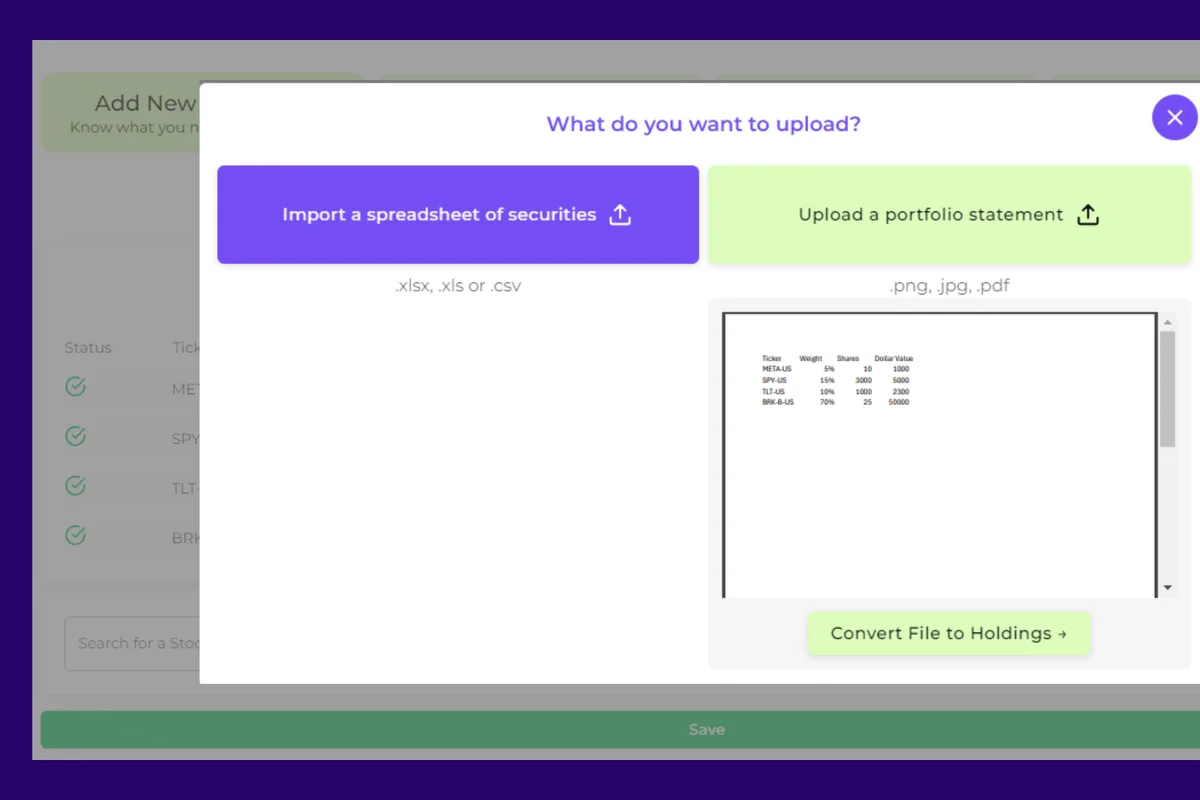 Add New
Know what you n
What do you want to upload?
Import a spreadsheet of securities
Upload a portfolio statement
.xlsx, .xls or .csv
.png, .jpg, .pdf
Status Tick
MET
SPY
TLT-
BRK
Ticker Weight Shares Dollar Value
META-US 5% 10 1000
SPY-US 15% 3000 5000
TLT-US 10% 1000 2300
BRK-B-US 70% 25 50000
Search for a Stoc
Convert File to Holdings →
Save